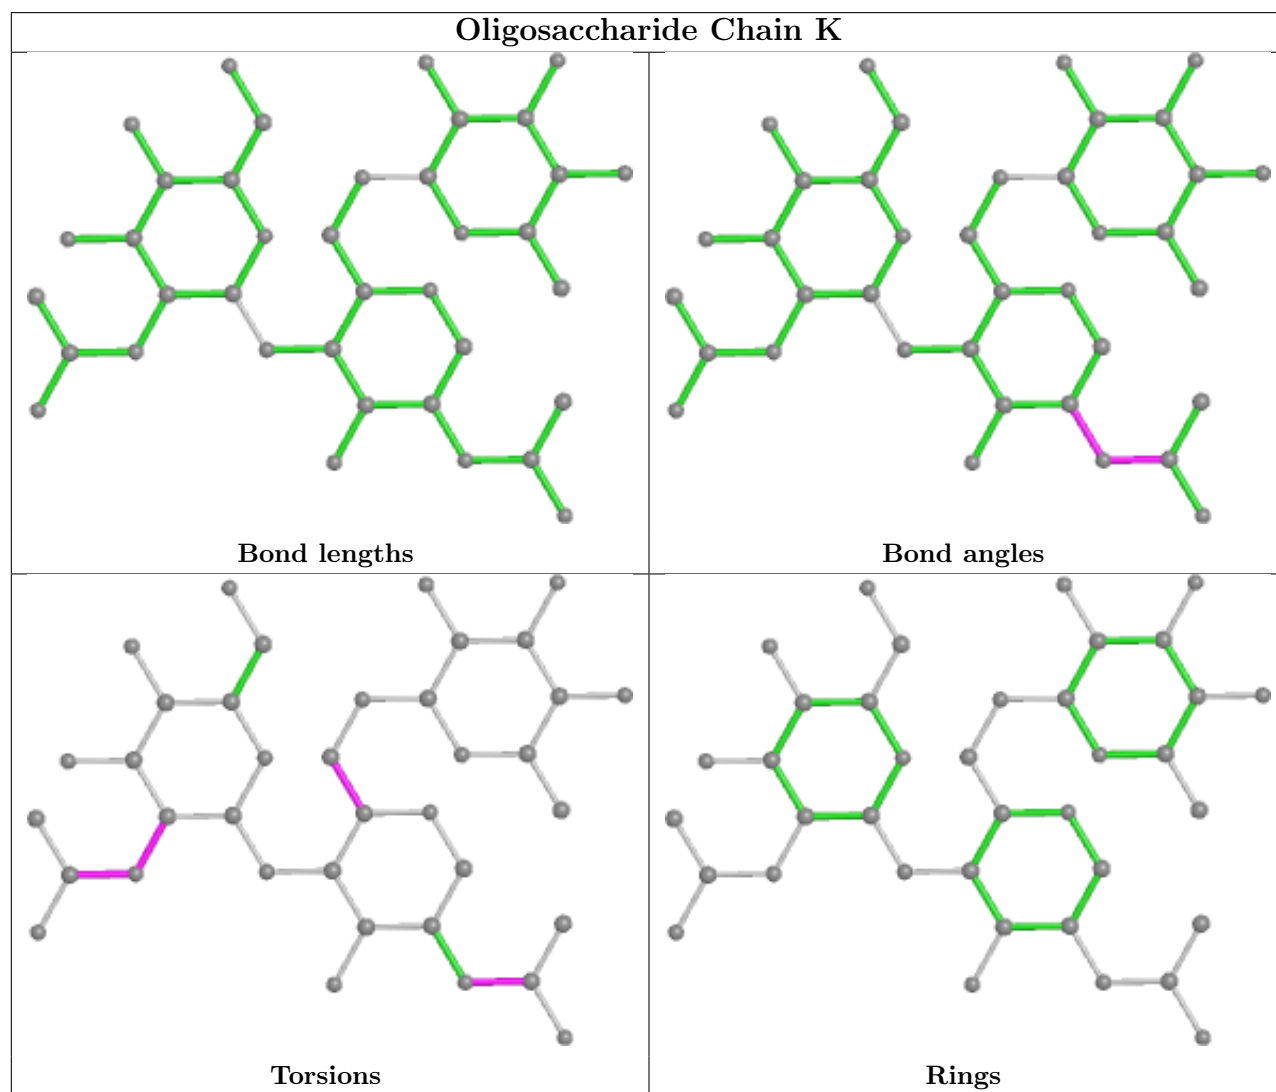 Oligosaccharide Chain K
Bond lengths
Bond angles
Torsions
Rings